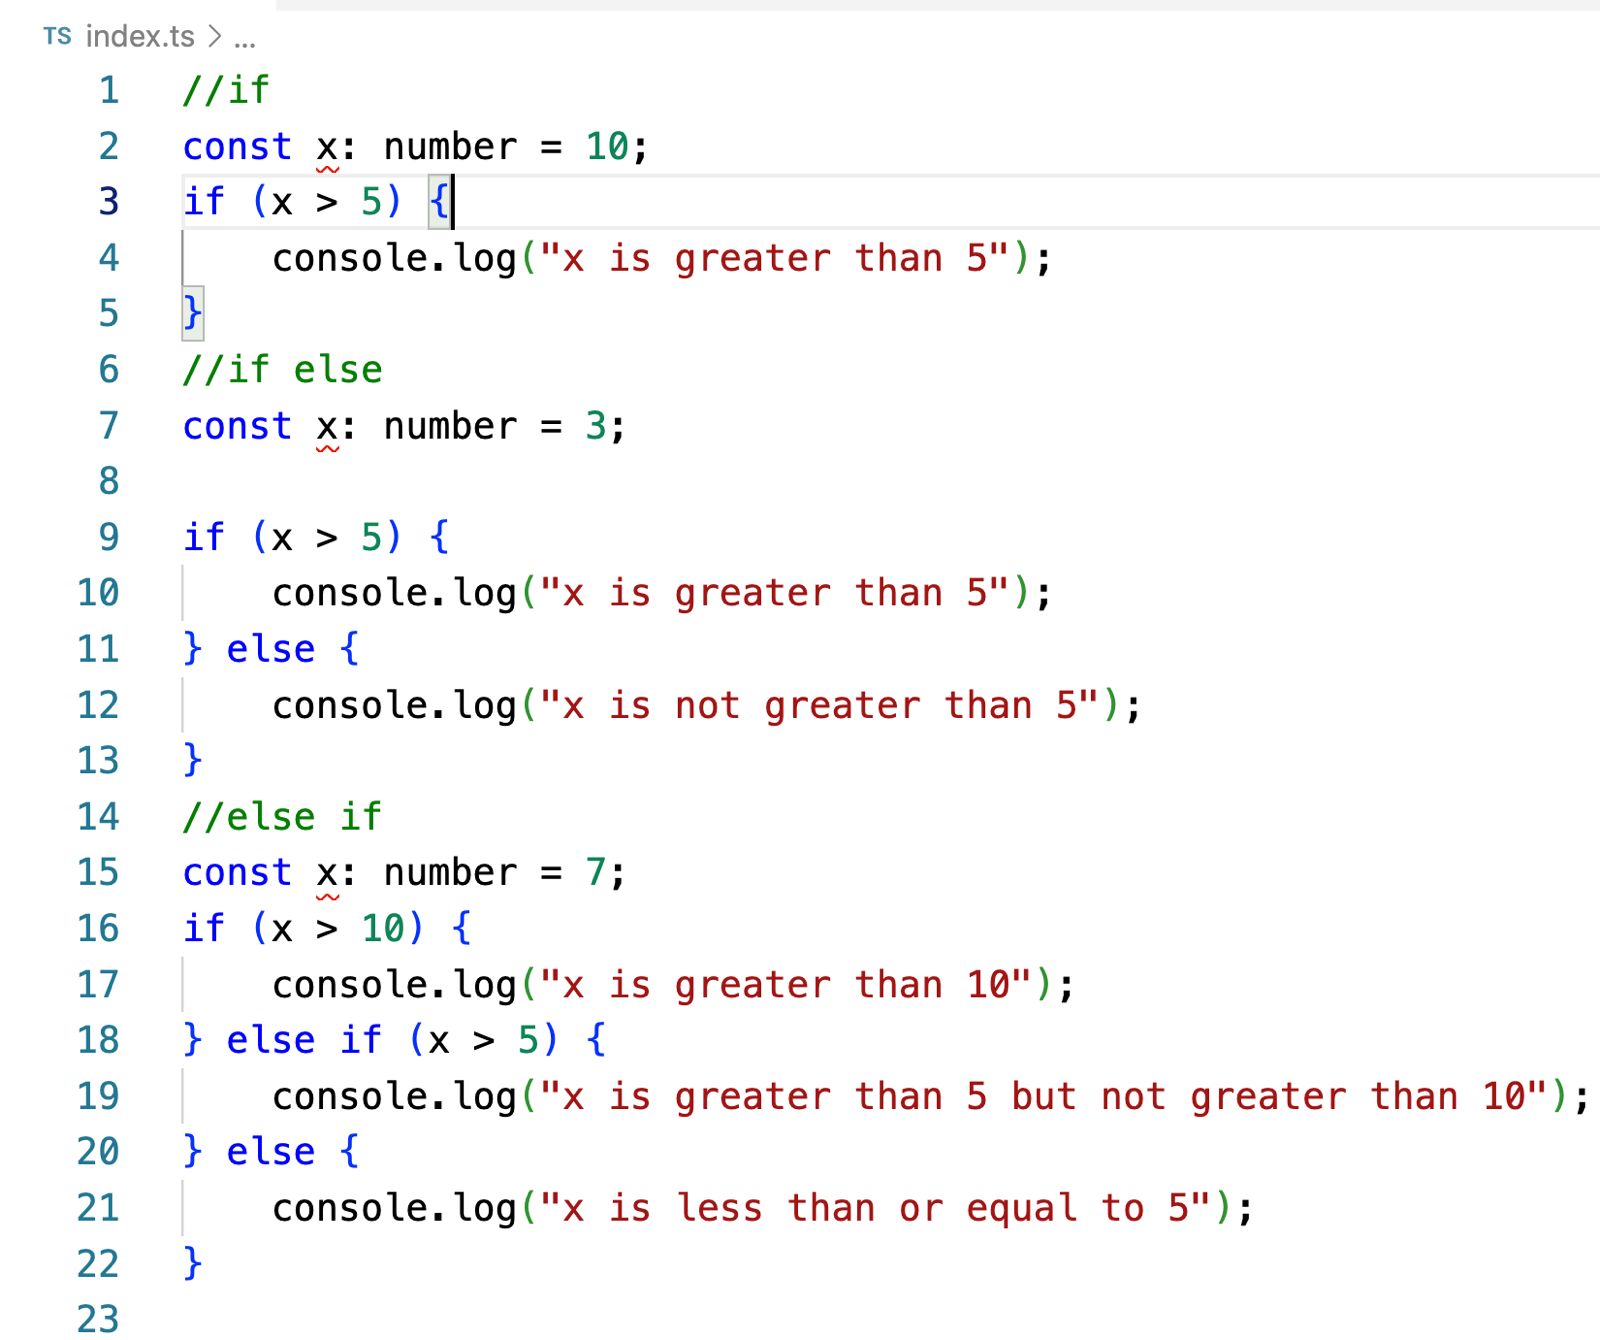 TS index.ts > ...
1 //if
2 const x: number = 10;
3 if (x > 5) {
4     console.log("x is greater than 5");
5 }
6 //if else
7 const x: number = 3;
8
9 if (x > 5) {
10     console.log("x is greater than 5");
11 } else {
12     console.log("x is not greater than 5");
13 }
14 //else if
15 const x: number = 7;
16 if (x > 10) {
17     console.log("x is greater than 10");
18 } else if (x > 5) {
19     console.log("x is greater than 5 but not greater than 10");
20 } else {
21     console.log("x is less than or equal to 5");
22 }
23